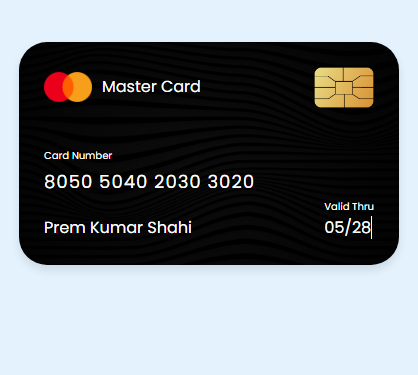 Master Card
Card Number
8050 5040 2030 3020
Valid Thru
Prem Kumar Shahi
05/28